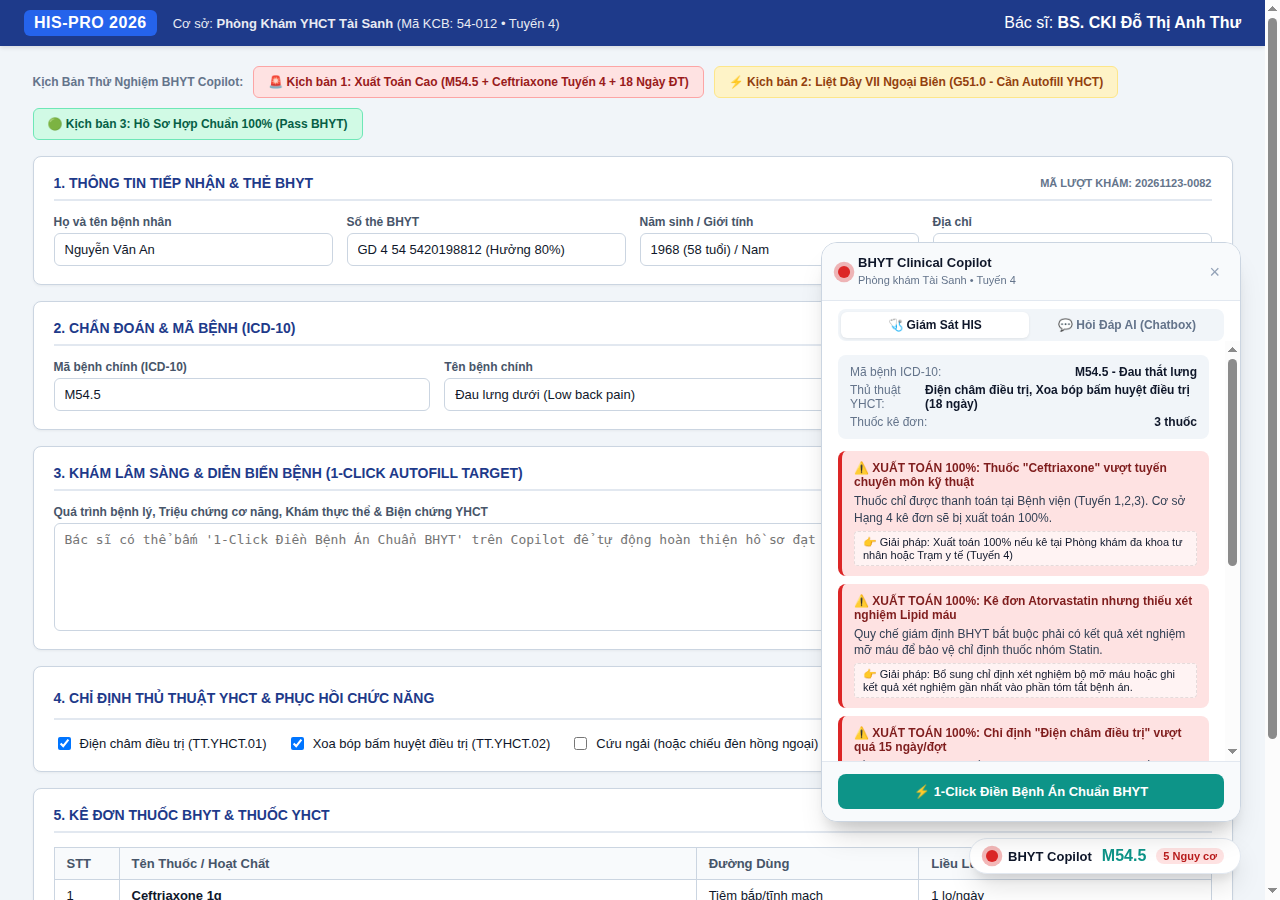 HIS-PRO 2026
Cơ sở: Phòng Khám YHCT Tài Sanh (Mã KCB: 54-012 • Tuyến 4)
Bác sĩ: BS. CKI Đỗ Thị Anh Thư
Kịch Bản Thử Nghiệm BHYT Copilot:
🚨 Kịch bản 1: Xuất Toán Cao (M54.5 + Ceftriaxone Tuyến 4 + 18 Ngày ĐT)
⚡ Kịch bản 2: Liệt Dây VII Ngoại Biên (G51.0 - Cần Autofill YHCT)
🟢 Kịch bản 3: Hồ Sơ Hợp Chuẩn 100% (Pass BHYT)
1. THÔNG TIN TIẾP NHẬN & THẺ BHYT
MÃ LƯỢT KHÁM: 20261123-0082
Họ và tên bệnh nhân
Số thẻ BHYT
Năm sinh / Giới tính
Địa chỉ
Nguyễn Văn An
GD 4 54 5420198812 (Hưởng 80%)
1968 (58 tuổi) / Nam
2. CHẨN ĐOÁN & MÃ BỆNH (ICD-10)
Mã bệnh chính (ICD-10)
Tên bệnh chính
M54.5
Đau lưng dưới (Low back pain)
3. KHÁM LÂM SÀNG & DIỄN BIẾN BỆNH (1-CLICK AUTOFILL TARGET)
Quá trình bệnh lý, Triệu chứng cơ năng, Khám thực thể & Biện chứng YHCT
Bác sĩ có thể bấm '1-Click Điền Bệnh Án Chuẩn BHYT' trên Copilot để tự động hoàn thiện hồ sơ đạt
4. CHỈ ĐỊNH THỦ THUẬT YHCT & PHỤC HỒI CHỨC NĂNG
Điện châm điều trị (TT.YHCT.01)
Xoa bóp bấm huyệt điều trị (TT.YHCT.02)
Cứu ngải (hoặc chiếu đèn hồng ngoại)
5. KÊ ĐƠN THUỐC BHYT & THUỐC YHCT
STT
Tên Thuốc / Hoạt Chất
Đường Dùng
1
Ceftriaxone 1g
Tiêm bắp/tĩnh mạch
1 lọ/ngày
BHYT Clinical Copilot
Phòng khám Tài Sanh • Tuyến 4
×
🩺 Giám Sát HIS
💬 Hỏi Đáp AI (Chatbox)
Mã bệnh ICD-10:
M54.5 - Đau thắt lưng
Thủ thuật YHCT:
Điện châm điều trị, Xoa bóp bấm huyệt điều trị
(18 ngày)
Thuốc kê đơn:
3 thuốc
⚠️ XUẤT TOÁN 100%: Thuốc "Ceftriaxone" vượt tuyến
chuyên môn kỹ thuật
Thuốc chỉ được thanh toán tại Bệnh viện (Tuyến 1,2,3). Cơ sở
Hạng 4 kê đơn sẽ bị xuất toán 100%.
👉 Giải pháp: Xuất toán 100% nếu kê tại Phòng khám đa khoa tư
nhân hoặc Trạm y tế (Tuyến 4)
⚠️ XUẤT TOÁN 100%: Kê đơn Atorvastatin nhưng thiếu xét
nghiệm Lipid máu
Quy chế giám định BHYT bắt buộc phải có kết quả xét nghiệm
mỡ máu để bảo vệ chỉ định thuốc nhóm Statin.
👉 Giải pháp: Bổ sung chỉ định xét nghiệm bộ mỡ máu hoặc ghi
kết quả xét nghiệm gần nhất vào phần tóm tắt bệnh án.
⚠️ XUẤT TOÁN 100%: Chỉ định "Điện châm điều trị" vượt
quá 15 ngày/đợt
⚡ 1-Click Điền Bệnh Án Chuẩn BHYT
BHYT Copilot
M54.5
5 Nguy cơ